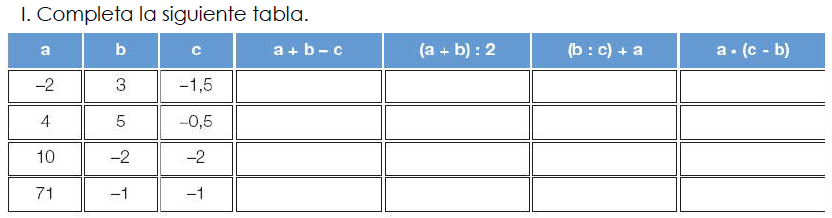 I. Completa la siguiente tabla.
a b c a + b – c (a + b) : 2 (b : c) + a a • (c - b)
–2 3 –1,5
4 5 –0,5
10 –2 –2
71 –1 –1